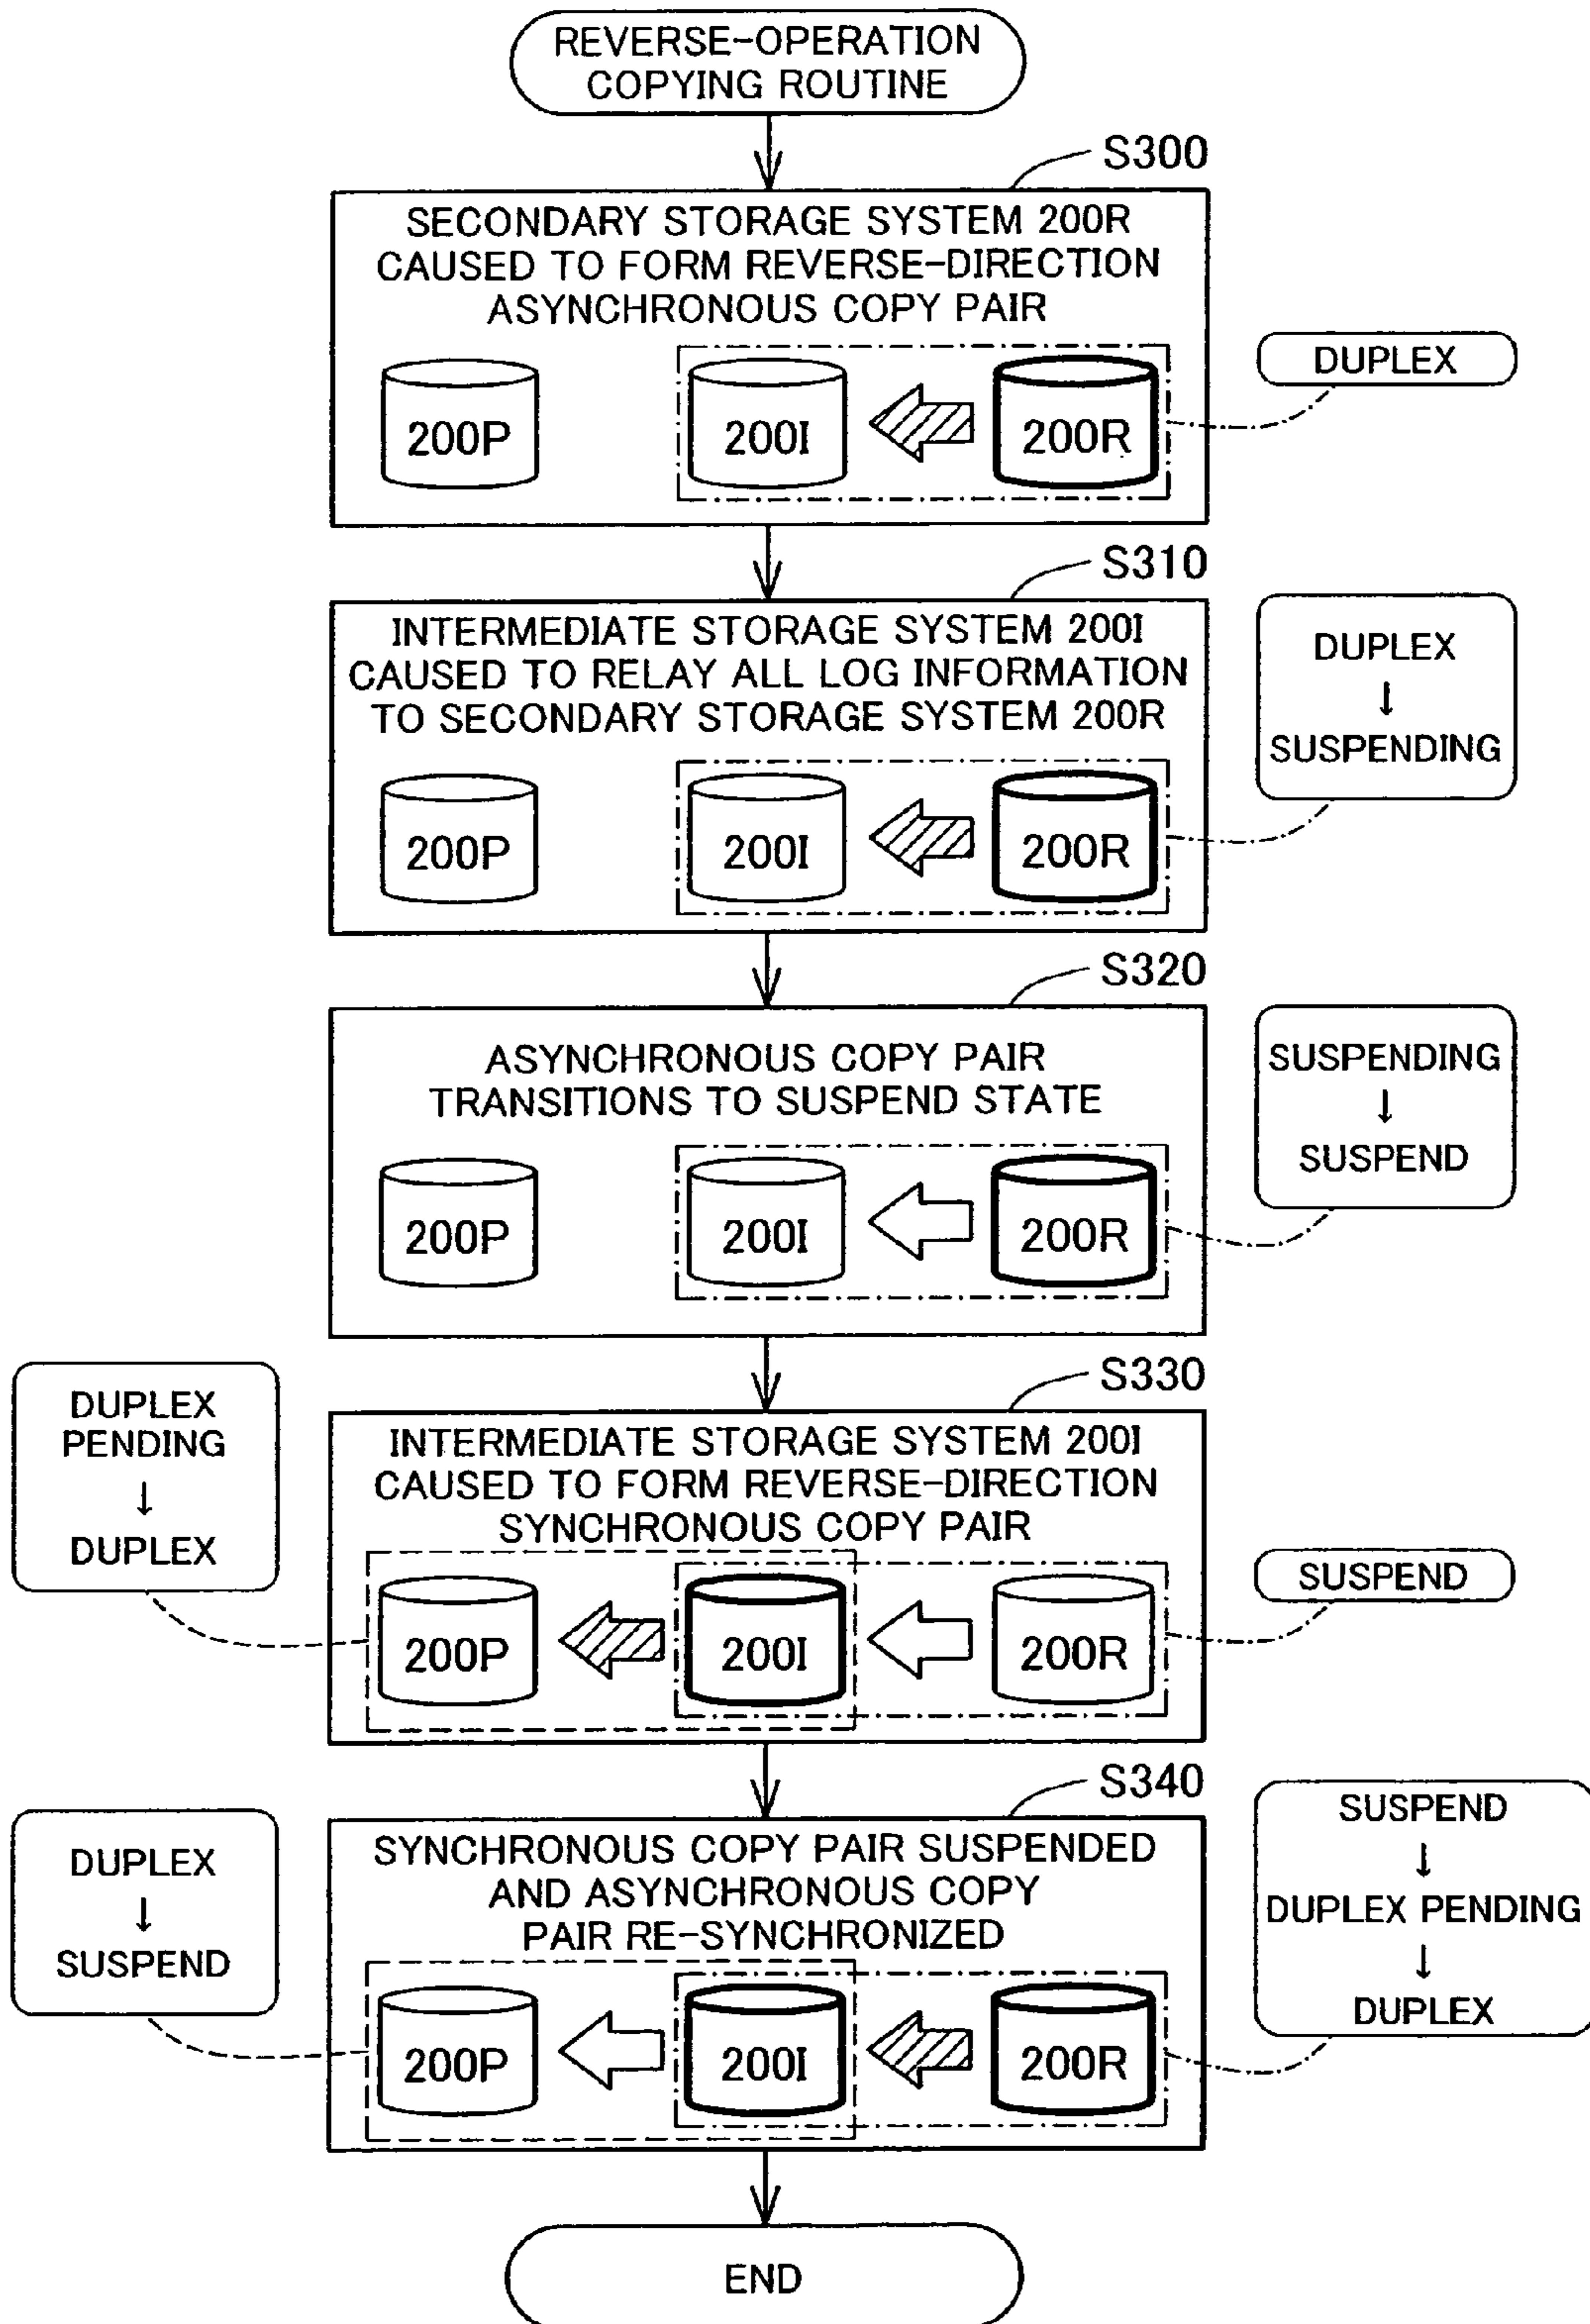 REVERSE-OPERATION
COPYING ROUTINE
S300
SECONDARY STORAGE SYSTEM 200R
CAUSED TO FORM REVERSE-DIRECTION
ASYNCHRONOUS COPY PAIR
200P
200I
200R
DUPLEX
S310
INTERMEDIATE STORAGE SYSTEM 200I
CAUSED TO RELAY ALL LOG INFORMATION
TO SECONDARY STORAGE SYSTEM 200R
200P
200I
200R
DUPLEX
↓
SUSPENDING
S320
ASYNCHRONOUS COPY PAIR
TRANSITIONS TO SUSPEND STATE
200P
200I
200R
SUSPENDING
↓
SUSPEND
S330
DUPLEX
PENDING
↓
DUPLEX
INTERMEDIATE STORAGE SYSTEM 200I
CAUSED TO FORM REVERSE-DIRECTION
SYNCHRONOUS COPY PAIR
200P
200I
200R
SUSPEND
S340
DUPLEX
↓
SUSPEND
SYNCHRONOUS COPY PAIR SUSPENDED
AND ASYNCHRONOUS COPY
PAIR RE-SYNCHRONIZED
200P
200I
200R
SUSPEND
↓
DUPLEX PENDING
↓
DUPLEX
END